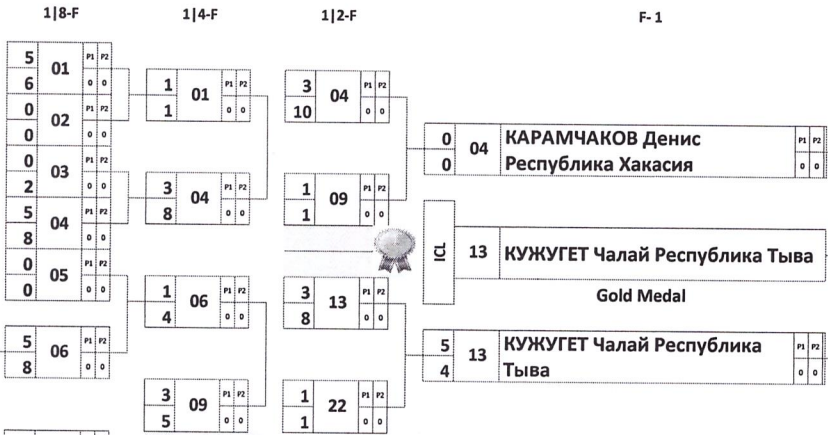 1|8-F 1|4-F 1|2-F F- 1
5 01 P1 P2
6 0 0
0 02 P1 P2
0 0 0
0 03 P1 P2
2 0 0
5 04 P1 P2
8 0 0
0 05 P1 P2
0 0 0
5 06 P1 P2
8 0 0
1 01 P1 P2
1 0 0
3 04 P1 P2
8 0 0
1 06 P1 P2
4 0 0
3 09 P1 P2
5 0 0
3 04 P1 P2
10 0 0
1 09 P1 P2
1 0 0
3 13 P1 P2
8 0 0
1 22 P1 P2
1 0 0
0 04 КАРАМЧАКОВ Денис P1 P2
0 Республика Хакасия 0 0
ICL 13 КУЖУГЕТ Чалай Республика Тыва
Gold Medal
5 13 КУЖУГЕТ Чалай Республика P1 P2
4 Тыва 0 0